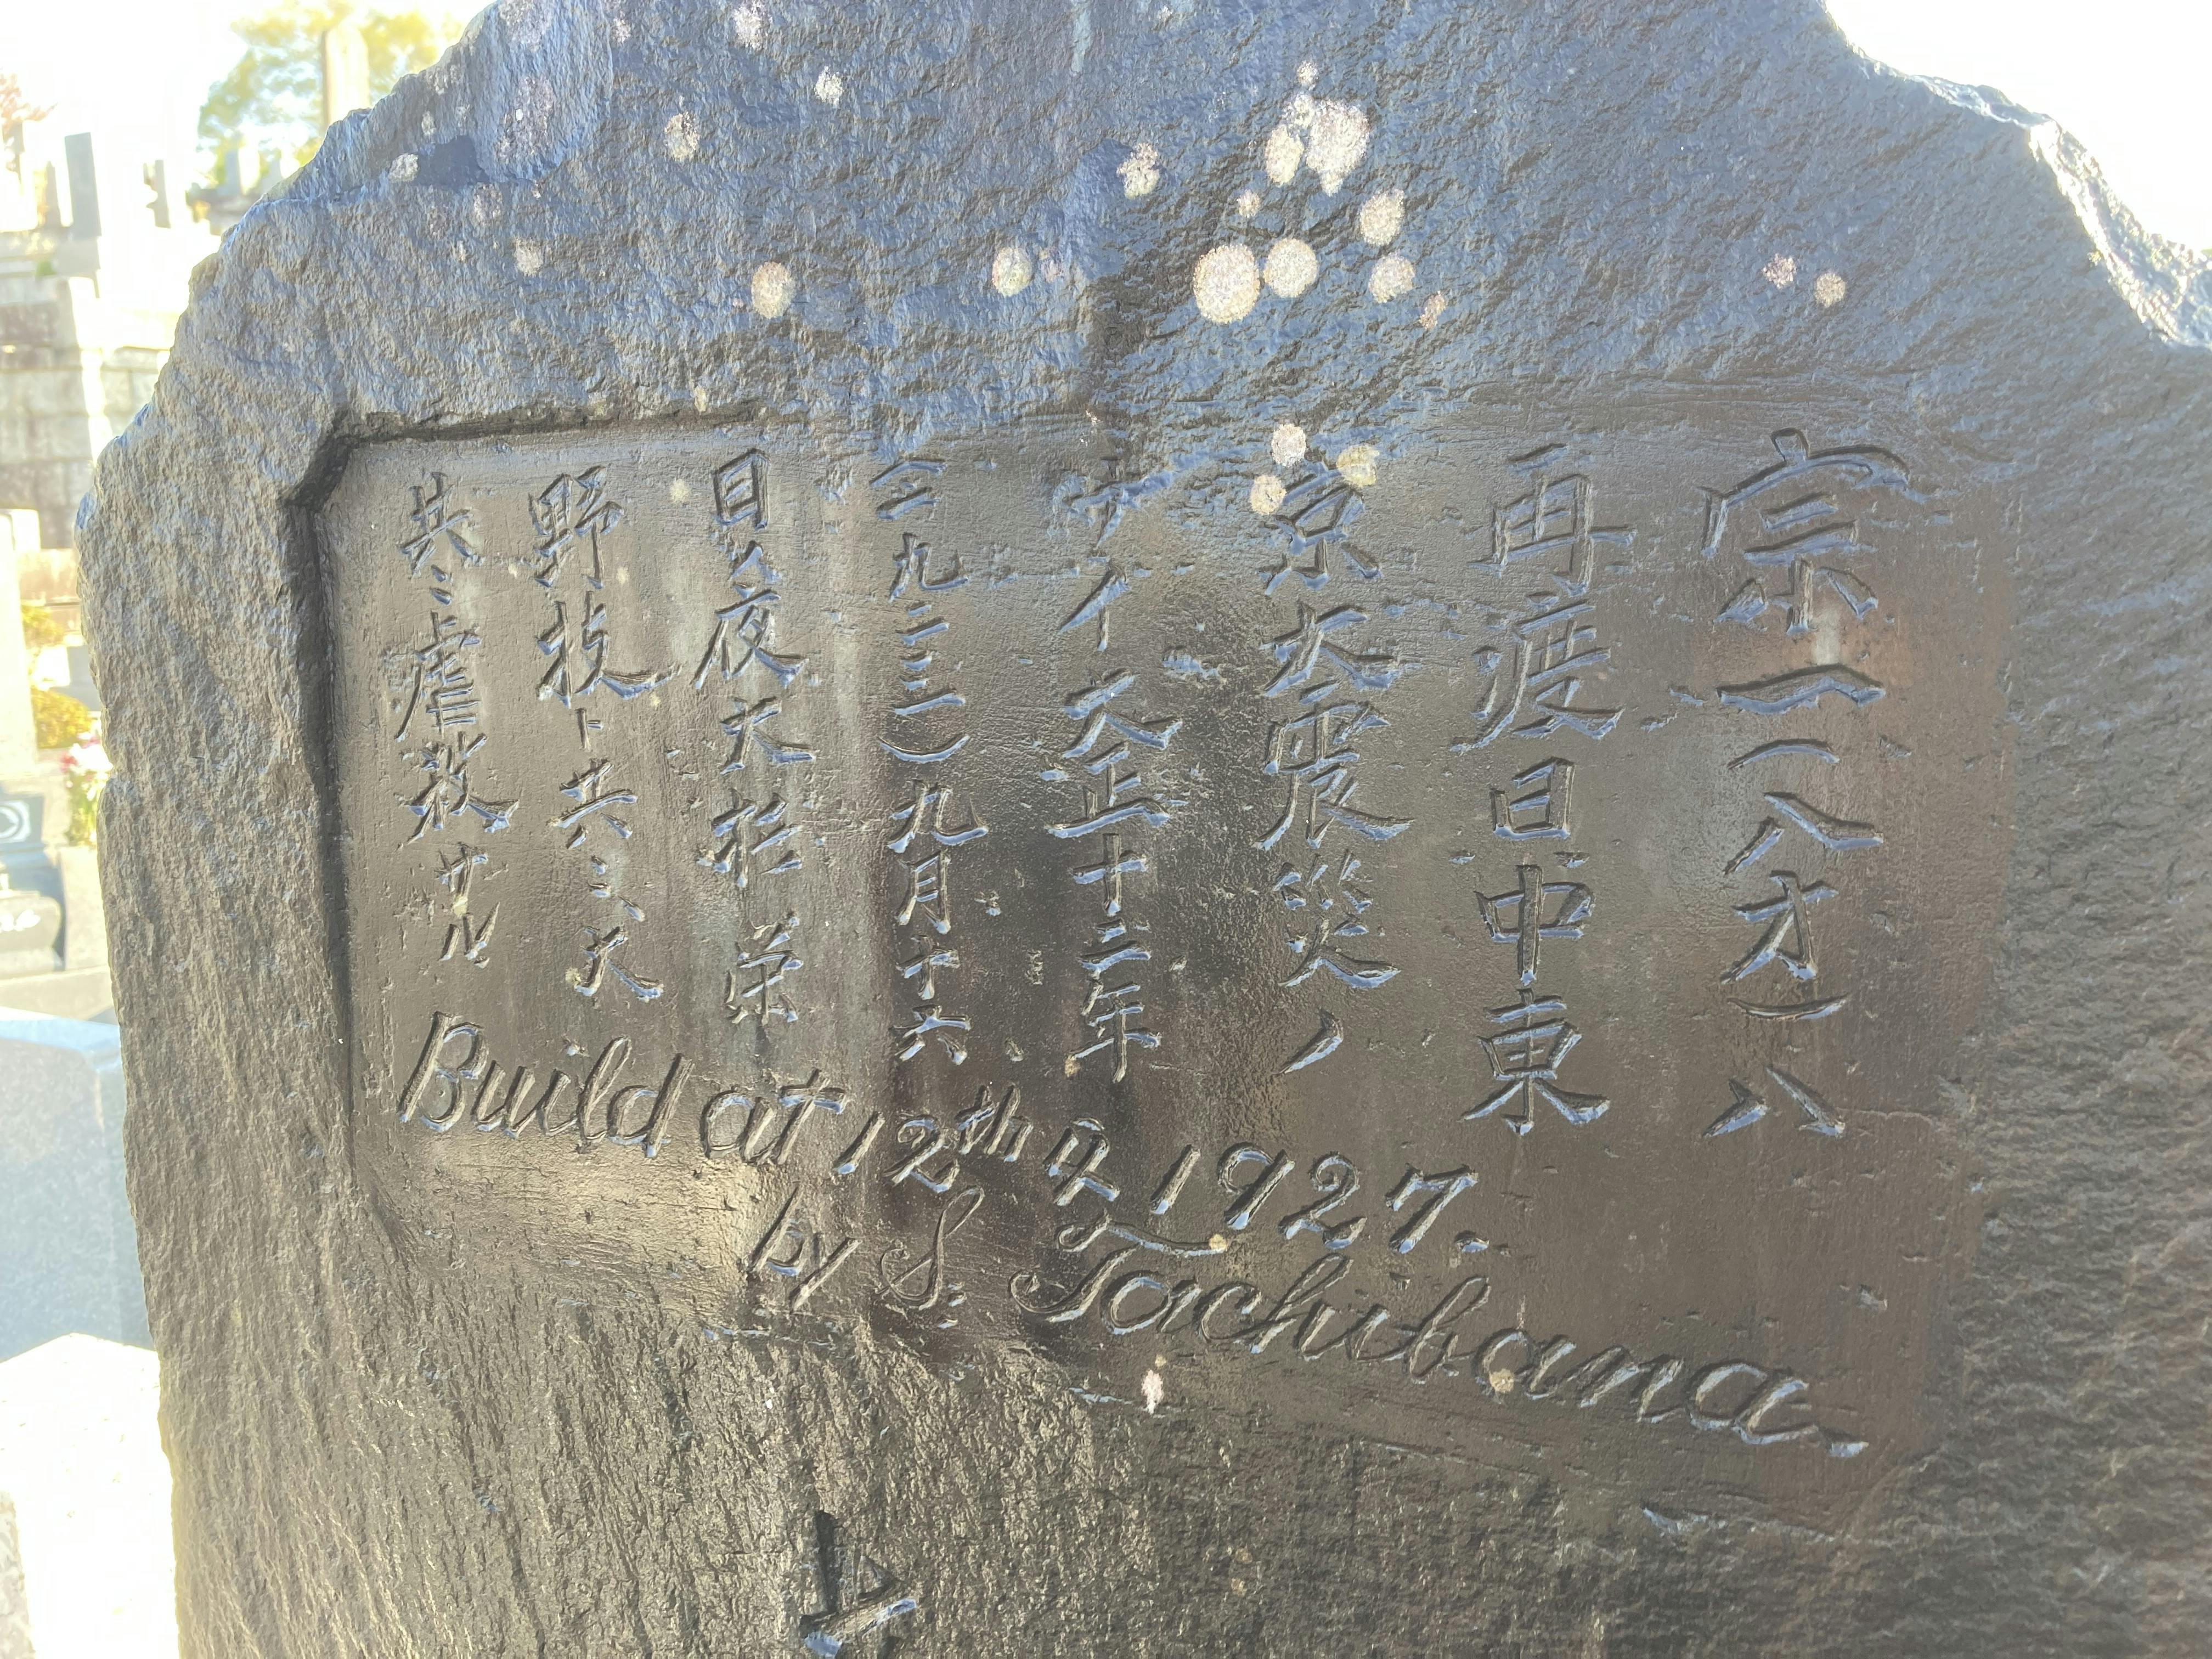 宗一(八才)ハ
再渡日中東
京大震災ノ
サイ大正十二年
(一九二三)九月十六
日ノ夜大杉栄
野枝ト共ニ犬
共ニ虐殺サル
Build at 12th 4. 1927.
by S. Tachibana